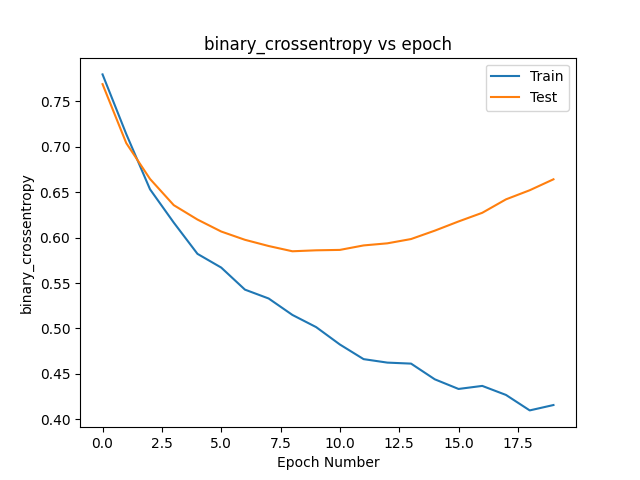 binary_crossentropy vs epoch
Train
Test
binary_crossentropy
0.75
0.70
0.65
0.60
0.55
0.50
0.45
0.40
0.0 2.5 5.0 7.5 10.0 12.5 15.0 17.5
Epoch Number